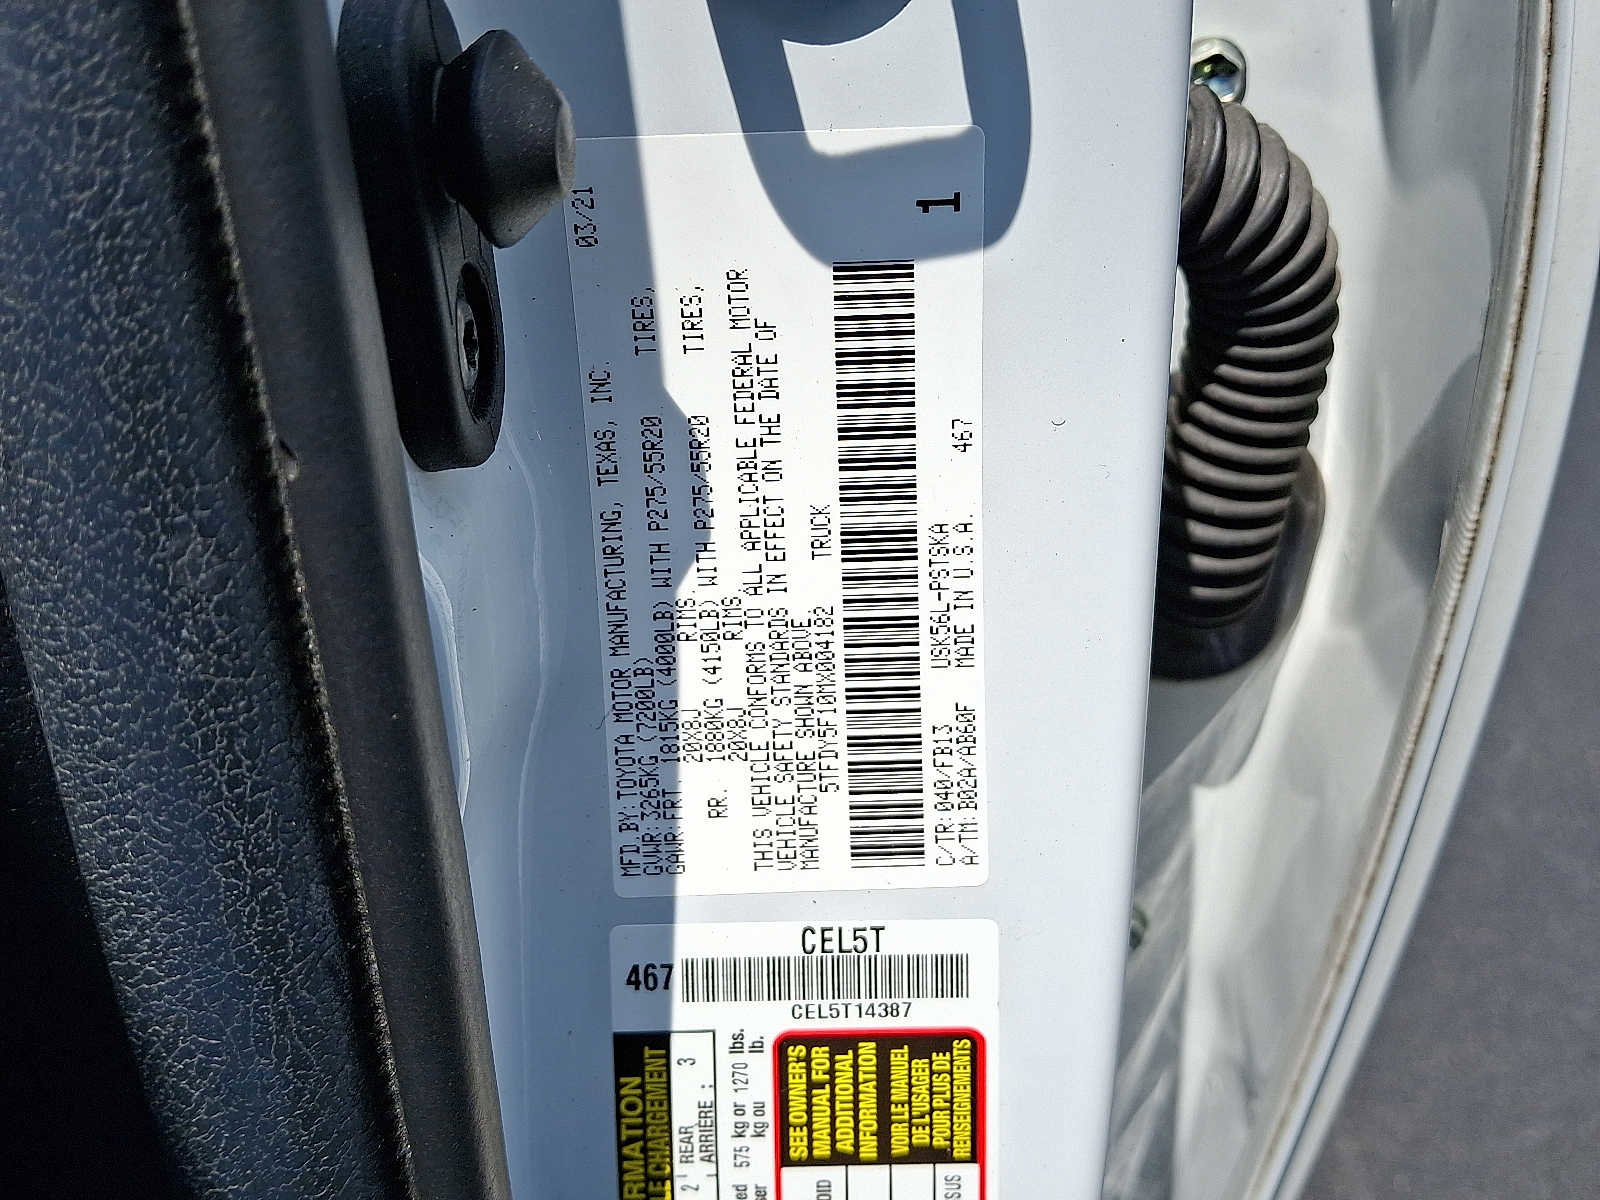 MFD.BY:TOYOTA MOTOR MANUFACTURING, TEXAS, INC. 03/21
GVWR:3265KG (7200LB)
GAWR:FRT. 1815KG (4000LB) WITH P275/55R20 TIRES,
20X8J RIMS,
RR. 1880KG (4150LB) WITH P275/55R20 TIRES,
20X8J RIMS
THIS VEHICLE CONFORMS TO ALL APPLICABLE FEDERAL MOTOR
VEHICLE SAFETY STANDARDS IN EFFECT ON THE DATE OF
MANUFACTURE SHOWN ABOVE.
5TFDY5F10MX004182 TRUCK
1
C/TR:040/FB13 USK56L-PSTSKA 467
A/TM:B02A/AB60F MADE IN U.S.A.
CEL5T
467
CEL5T14387
2 REAR
ARRIÈRE : 3
575 kg or 1270 lbs.
kg ou lb.
SEE OWNER'S
MANUAL FOR
ADDITIONAL
INFORMATION
VOIR LE MANUEL
DE L'USAGER
POUR PLUS DE
RENSEIGNEMENTS